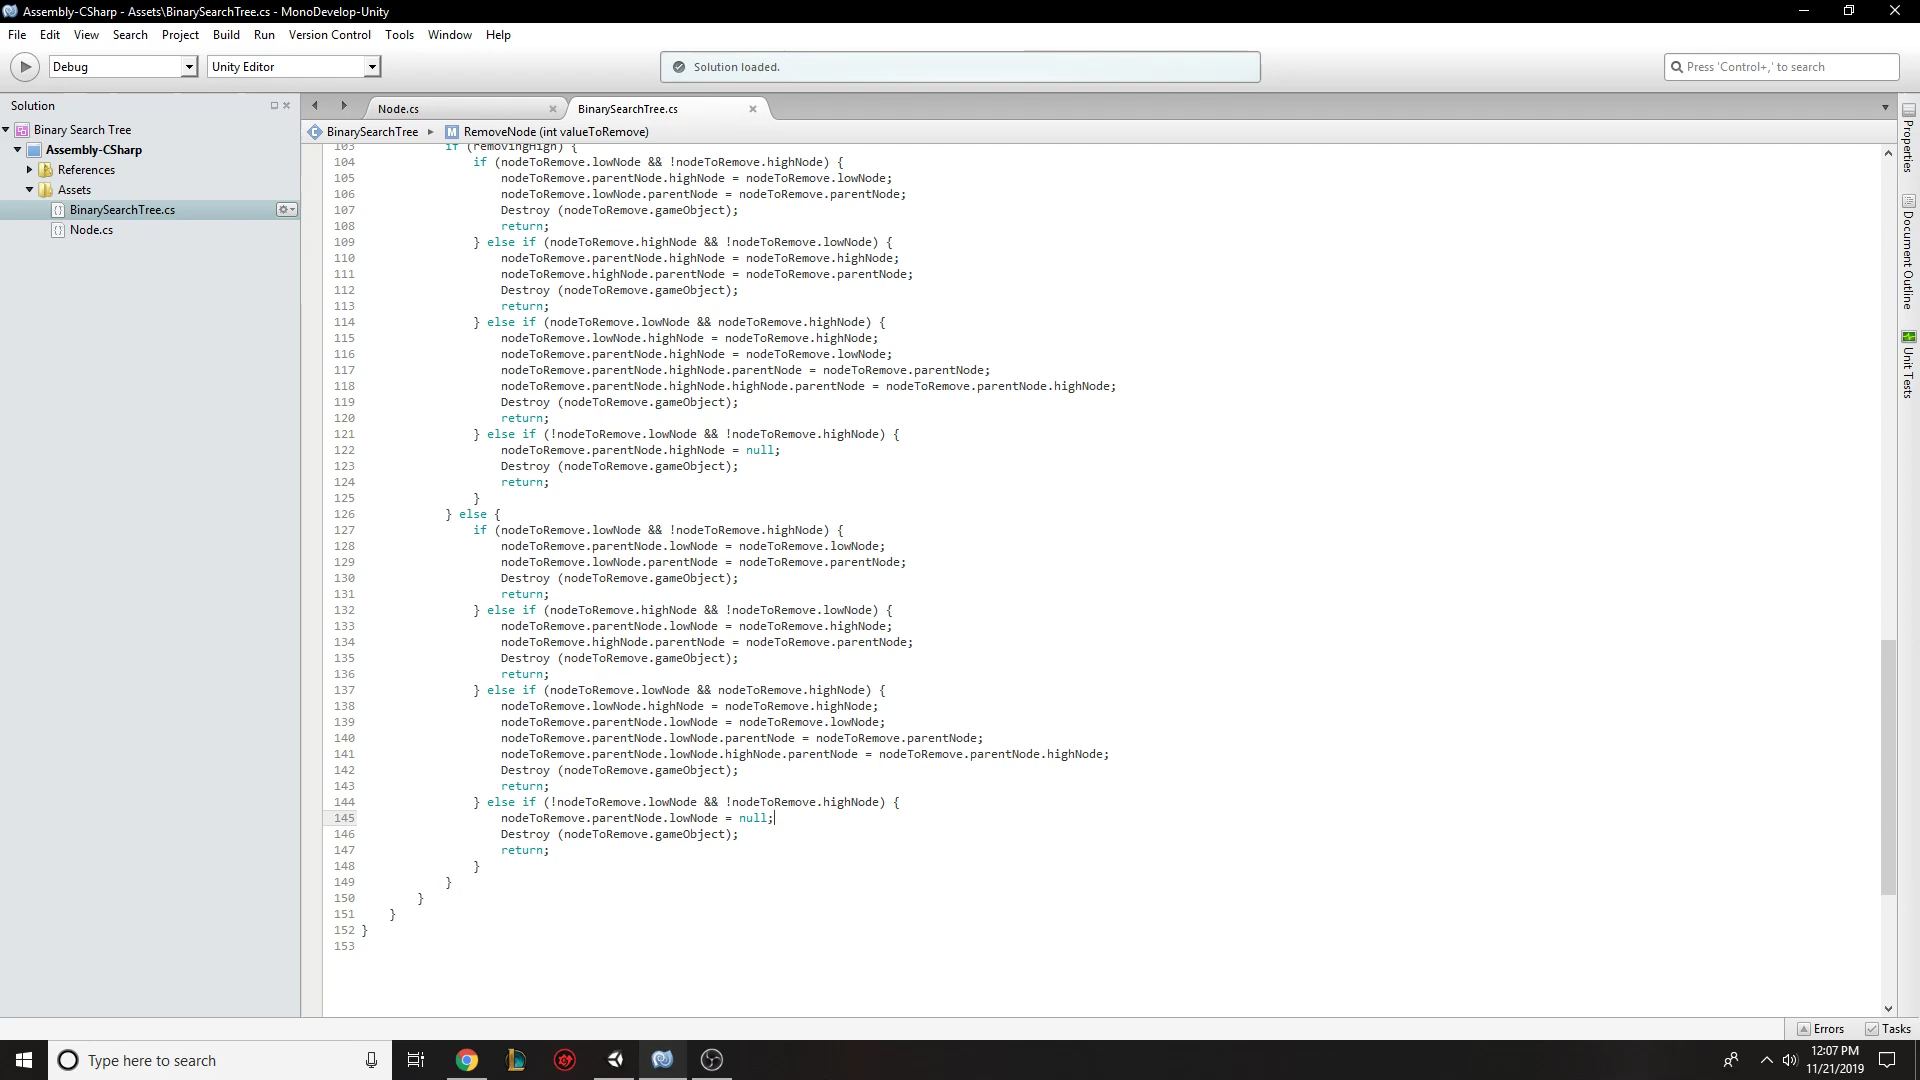 Assembly-CSharp - Assets\BinarySearchTree.cs - MonoDevelop-Unity
File Edit View Search Project Build Run Version Control Tools Window Help
Debug Unity Editor Solution loaded. Press 'Control+,' to search
Solution
Node.cs BinarySearchTree.cs
BinarySearchTree RemoveNode (int valueToRemove)
Binary Search Tree
Assembly-CSharp
References
Assets
BinarySearchTree.cs
Node.cs
Properties
Document Outline
Unit Tests
103 if (removingHigh) {
104 if (nodeToRemove.lowNode && !nodeToRemove.highNode) {
105 nodeToRemove.parentNode.highNode = nodeToRemove.lowNode;
106 nodeToRemove.lowNode.parentNode = nodeToRemove.parentNode;
107 Destroy (nodeToRemove.gameObject);
108 return;
109 } else if (nodeToRemove.highNode && !nodeToRemove.lowNode) {
110 nodeToRemove.parentNode.highNode = nodeToRemove.highNode;
111 nodeToRemove.highNode.parentNode = nodeToRemove.parentNode;
112 Destroy (nodeToRemove.gameObject);
113 return;
114 } else if (nodeToRemove.lowNode && nodeToRemove.highNode) {
115 nodeToRemove.lowNode.highNode = nodeToRemove.highNode;
116 nodeToRemove.parentNode.highNode = nodeToRemove.lowNode;
117 nodeToRemove.parentNode.highNode.parentNode = nodeToRemove.parentNode;
118 nodeToRemove.parentNode.highNode.highNode.parentNode = nodeToRemove.parentNode.highNode;
119 Destroy (nodeToRemove.gameObject);
120 return;
121 } else if (!nodeToRemove.lowNode && !nodeToRemove.highNode) {
122 nodeToRemove.parentNode.highNode = null;
123 Destroy (nodeToRemove.gameObject);
124 return;
125 }
126 } else {
127 if (nodeToRemove.lowNode && !nodeToRemove.highNode) {
128 nodeToRemove.parentNode.lowNode = nodeToRemove.lowNode;
129 nodeToRemove.lowNode.parentNode = nodeToRemove.parentNode;
130 Destroy (nodeToRemove.gameObject);
131 return;
132 } else if (nodeToRemove.highNode && !nodeToRemove.lowNode) {
133 nodeToRemove.parentNode.lowNode = nodeToRemove.highNode;
134 nodeToRemove.highNode.parentNode = nodeToRemove.parentNode;
135 Destroy (nodeToRemove.gameObject);
136 return;
137 } else if (nodeToRemove.lowNode && nodeToRemove.highNode) {
138 nodeToRemove.lowNode.highNode = nodeToRemove.highNode;
139 nodeToRemove.parentNode.lowNode = nodeToRemove.lowNode;
140 nodeToRemove.parentNode.lowNode.parentNode = nodeToRemove.parentNode;
141 nodeToRemove.parentNode.lowNode.highNode.parentNode = nodeToRemove.parentNode.highNode;
142 Destroy (nodeToRemove.gameObject);
143 return;
144 } else if (!nodeToRemove.lowNode && !nodeToRemove.highNode) {
145 nodeToRemove.parentNode.lowNode = null;
146 Destroy (nodeToRemove.gameObject);
147 return;
148 }
149 }
150 }
151 }
152 }
153
Errors Tasks
Type here to search
12:07 PM
11/21/2019